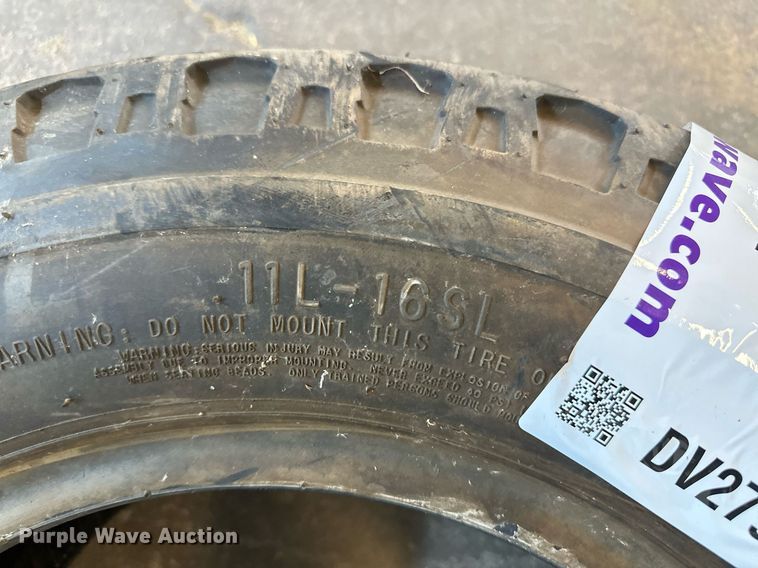 11L-16SL
WARNING: DO NOT MOUNT THIS TIRE
WARNING: SERIOUS INJURY MAY RESULT FROM EXPLOSION OF
ASSEMBLY DUE TO IMPROPER MOUNTING. NEVER EXCEED 40 PSI
WHEN SEATING BEADS. ONLY TRAINED PERSONS SHOULD
wave.com
DV27
Purple Wave Auction